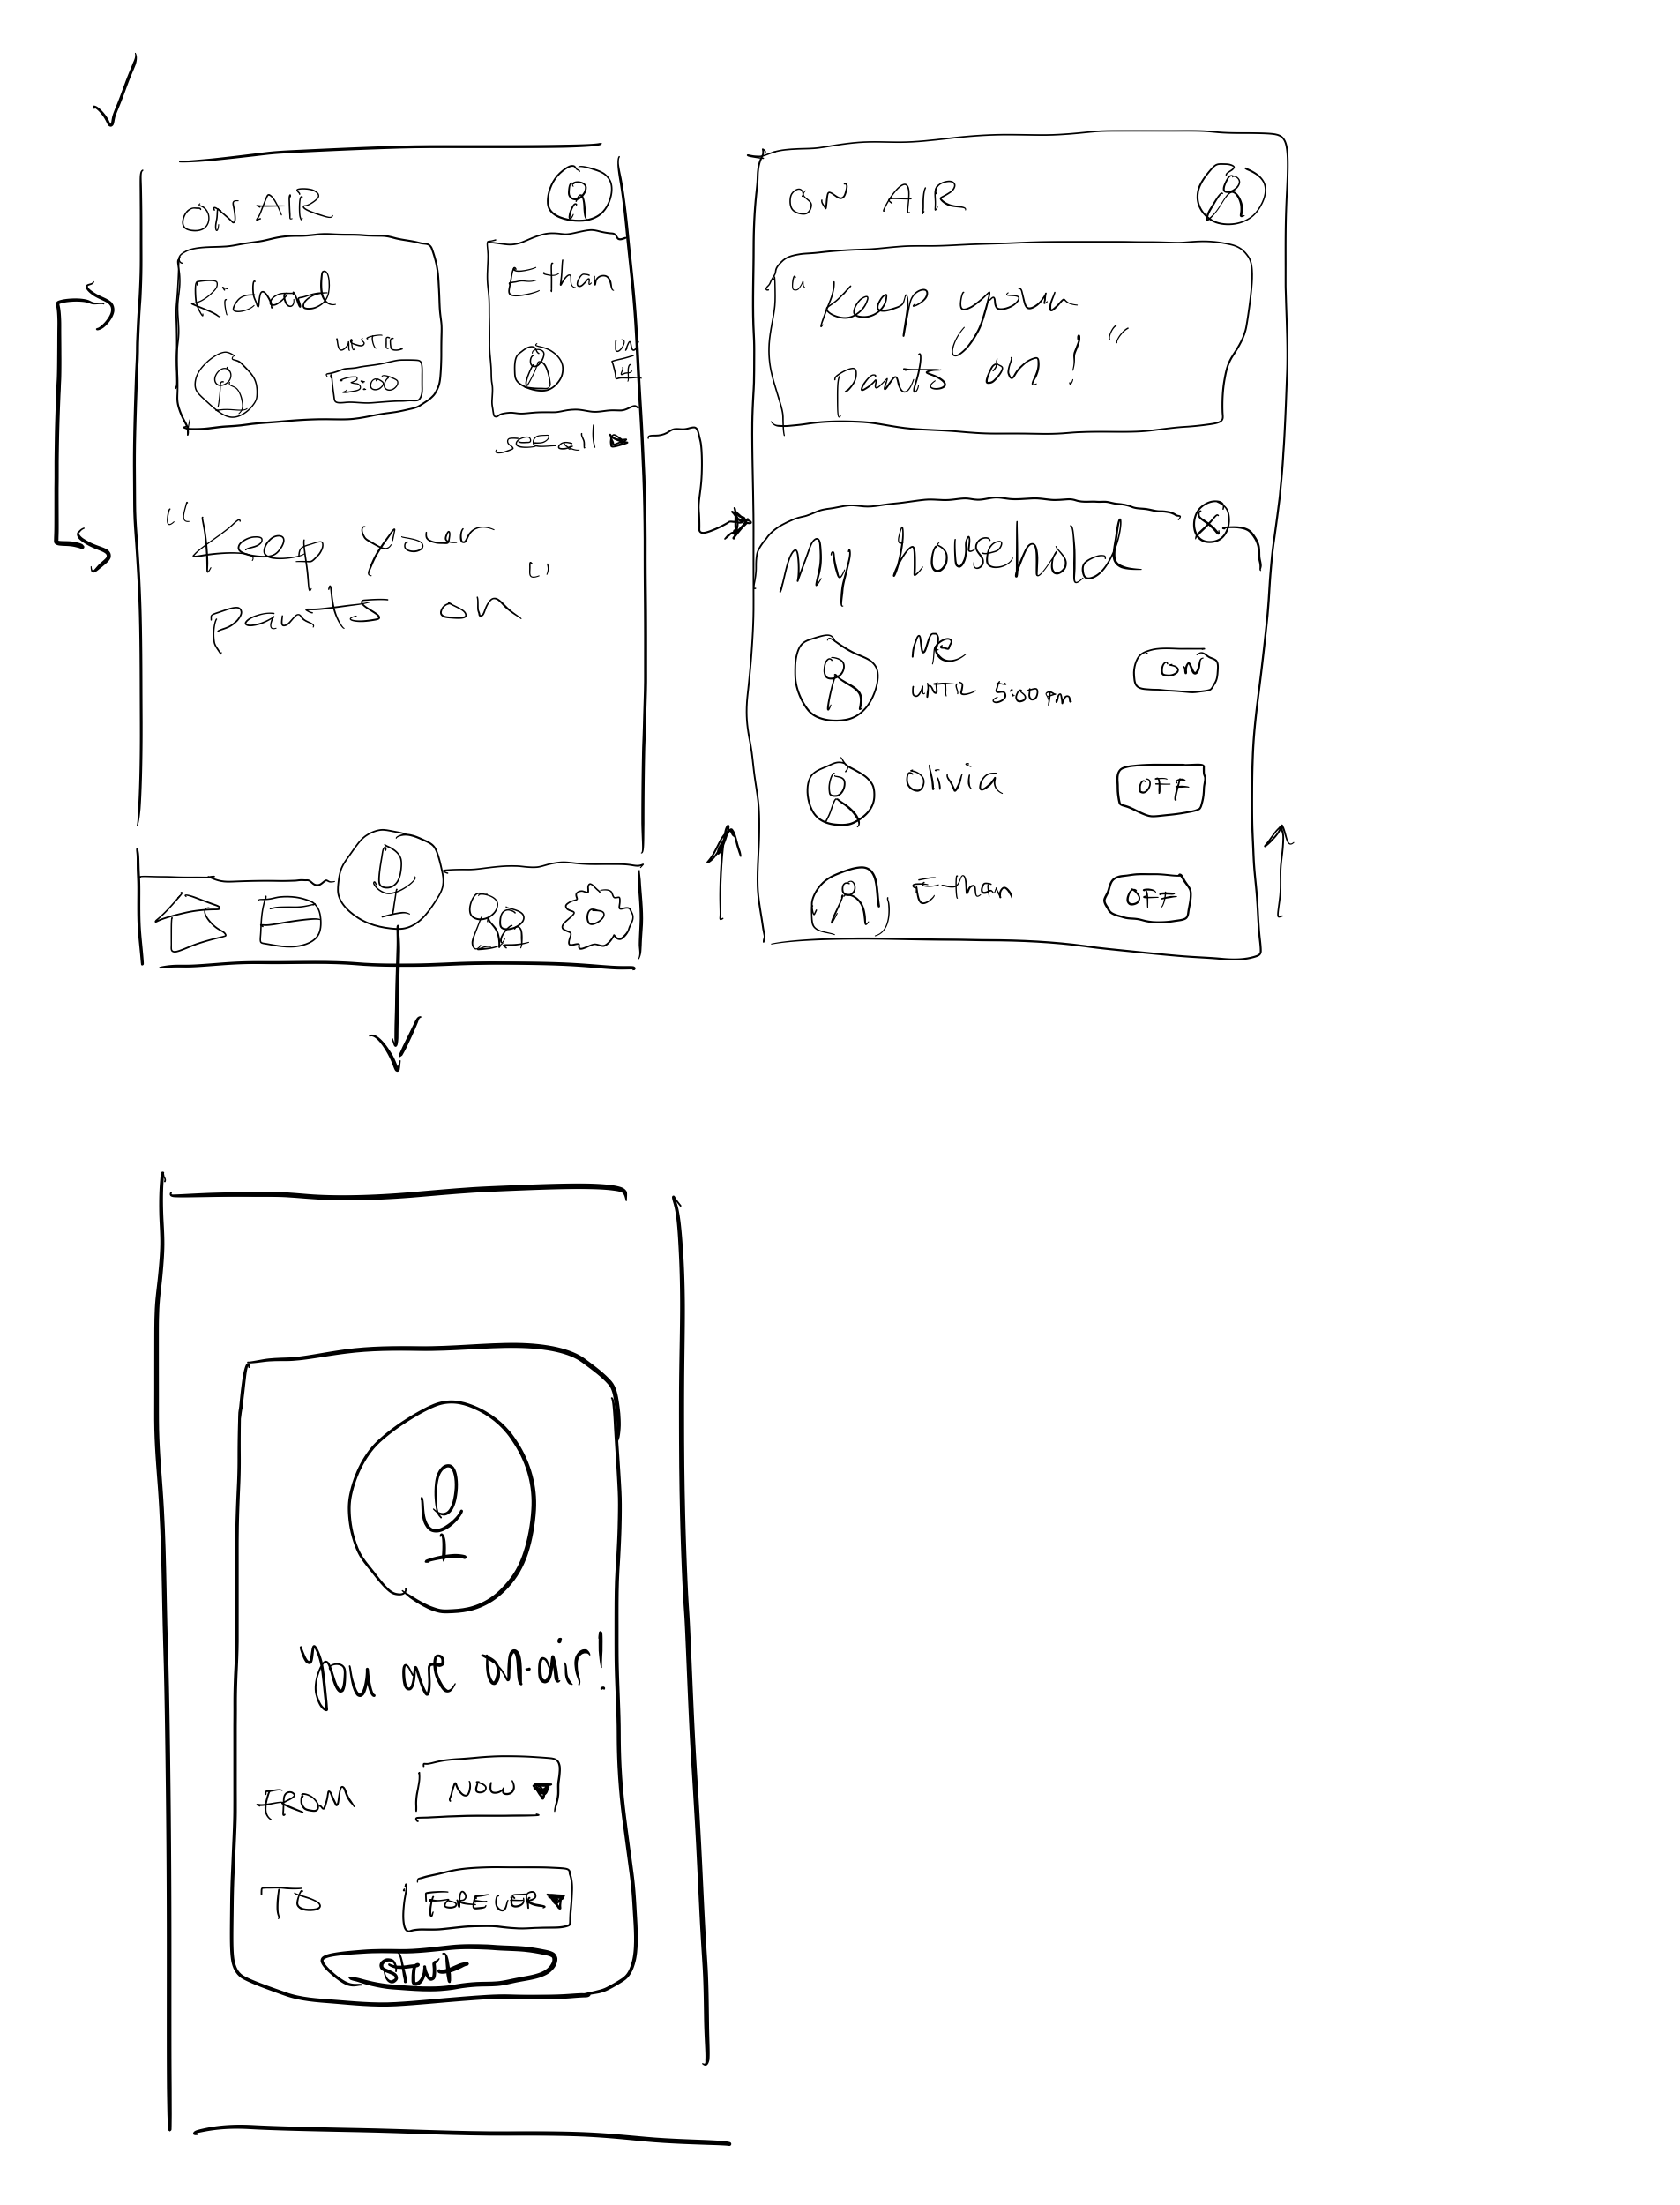 ON AIR
Richard
UNTIL
3:00
Ethan
UN
4
see all
"Keep your
pants on"
ON AIR
"Keep your
pants on!"
My household
Me
UNTIL 5:00 pm
ON
Olivia
OFF
Ethan
OFF
You are on-air!
FROM
NOW
TO
FOREVER
start